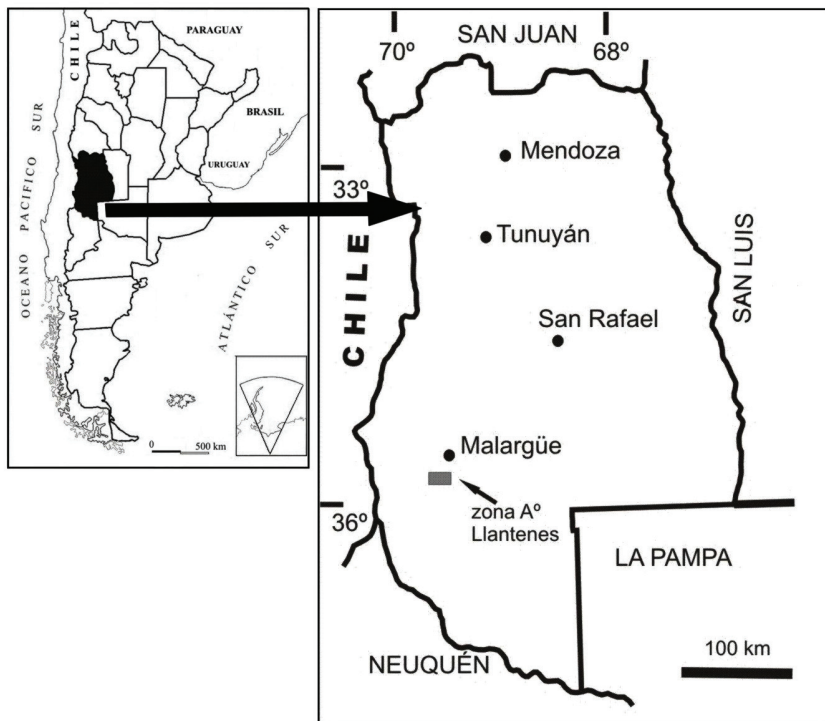 PARAGUAY
CHILE
BRASIL
URUGUAY
OCEANO PACIFICO SUR
ATLÁNTICO SUR
0 500 km
70º
SAN JUAN
68º
Mendoza
33º
Tunuyán
CHILE
SAN LUIS
San Rafael
Malargüe
zona Aº
Llantenes
36º
LA PAMPA
100 km
NEUQUÉN